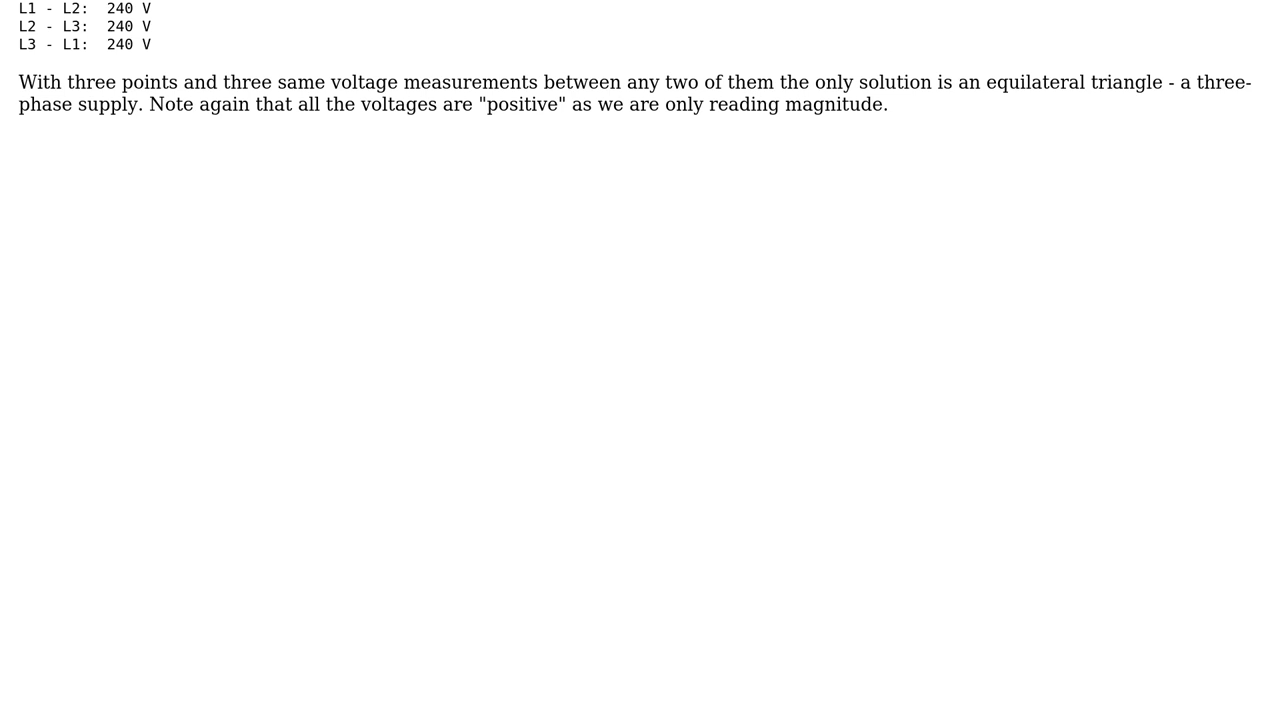 L1 - L2:  240 V
L2 - L3:  240 V
L3 - L1:  240 V
With three points and three same voltage measurements between any two of them the only solution is an equilateral triangle - a three-
phase supply. Note again that all the voltages are "positive" as we are only reading magnitude.